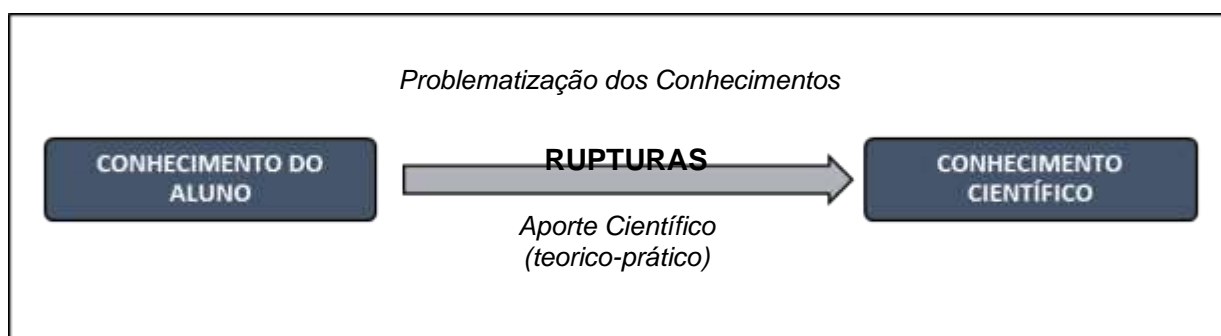 Problematização dos Conhecimentos
CONHECIMENTO DO
ALUNO
RUPTURAS
CONHECIMENTO
CIENTÍFICO
Aporte Científico
(teorico-prático)